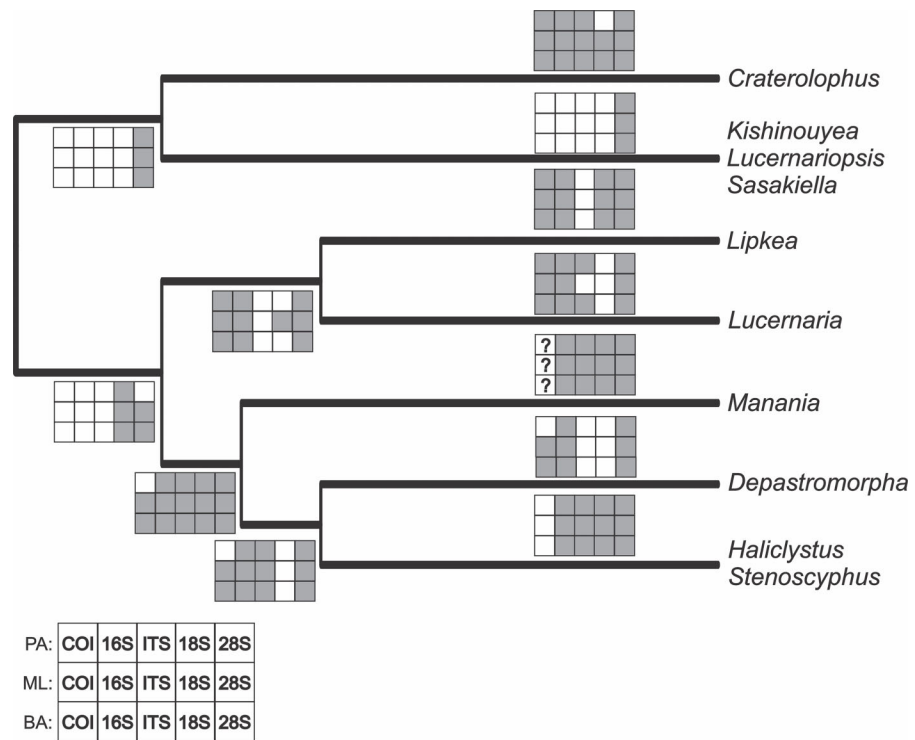 Craterolophus
Kishinouyea
Lucernariopsis
Sasakiella
Lipkea
Lucernaria
?
?
?
Manania
Depastromorpha
Haliclystus
Stenoscyphus
PA: COI 16S ITS 18S 28S
ML: COI 16S ITS 18S 28S
BA: COI 16S ITS 18S 28S